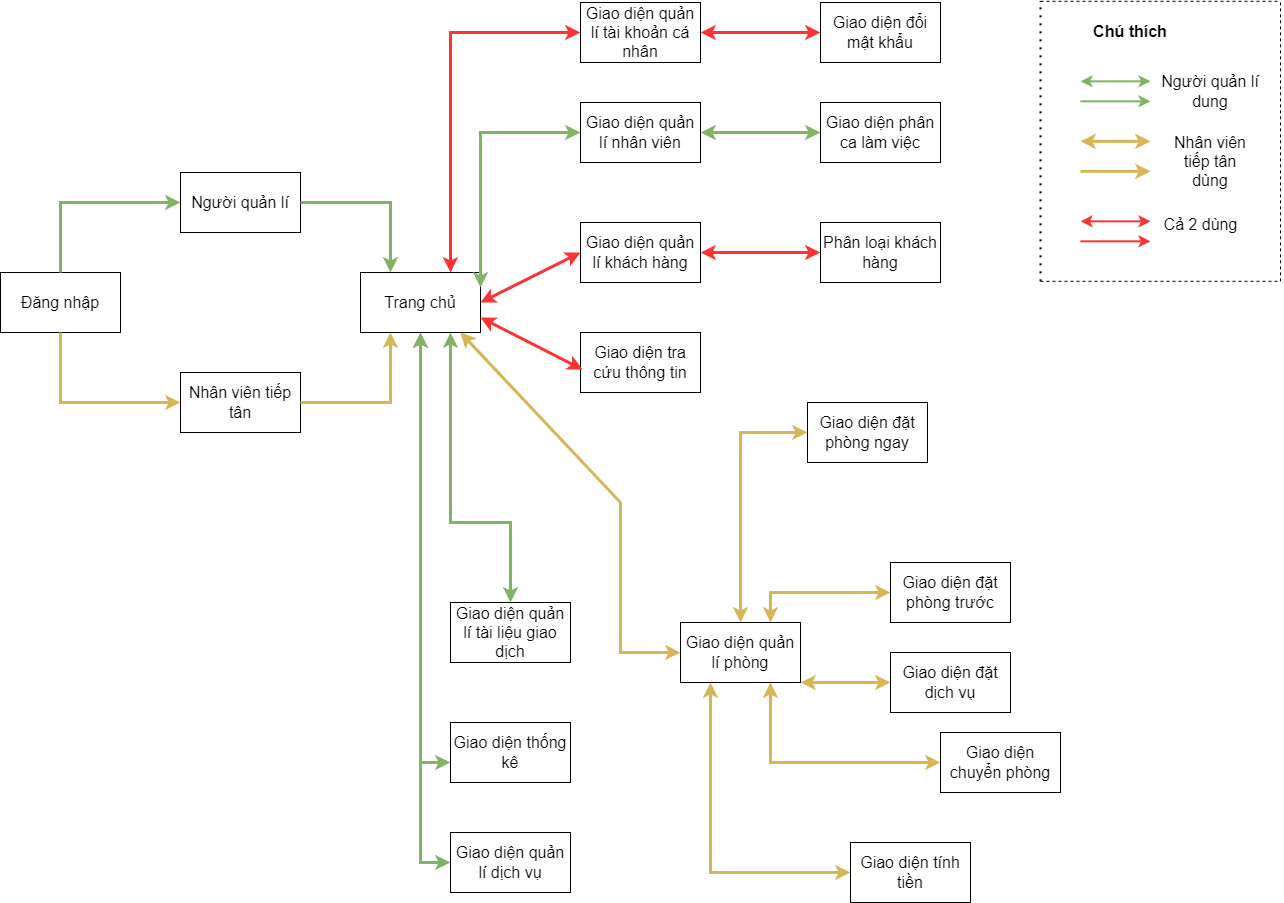 Giao diện quản
lí tài khoản cá
nhân
Giao diện đổi
mật khẩu
Chú thích
Người quản lí
dung
Nhân viên
tiếp tân
dùng
Cả 2 dùng
Giao diện quản
lí nhân viên
Giao diện phân
ca làm việc
Người quản lí
Giao diện quản
lí khách hàng
Phân loại khách
hàng
Đăng nhập
Trang chủ
Giao diện tra
cứu thông tin
Nhân viên tiếp
tân
Giao diện đặt
phòng ngay
Giao diện đặt
phòng trước
Giao diện quản
lí tài liệu giao
dịch
Giao diện quản
lí phòng
Giao diện đặt
dịch vụ
Giao diện thống
kê
Giao diện
chuyển phòng
Giao diện quản
lí dịch vụ
Giao diện tính
tiền